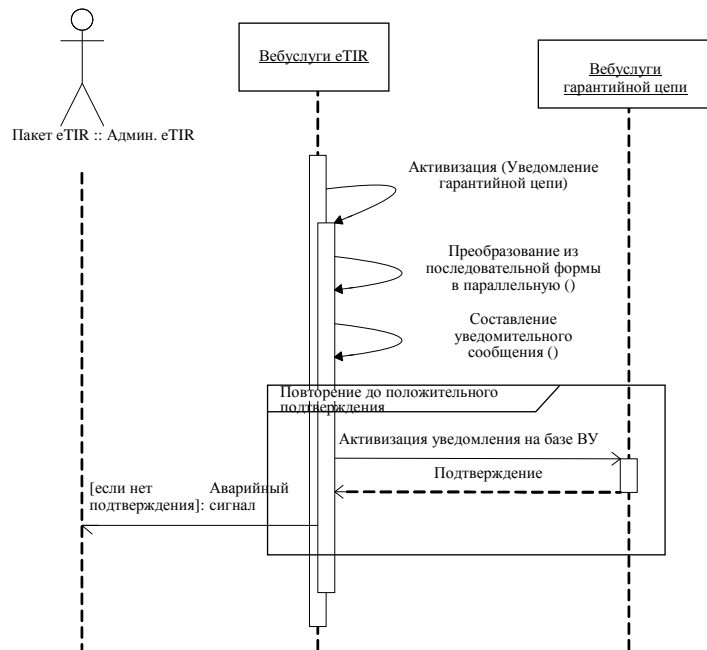 Вебуслуги eTIR
Вебуслуги
гарантийной цепи
Пакет eTIR :: Админ. eTIR
Активизация (Уведомление
гарантийной цепи)
Преобразование из
последовательной формы
в параллельную ()
Составление
уведомительного
сообщения ()
Повторение до положительного
подтверждения
Активизация уведомления на базе ВУ
Подтверждение
[если нет Аварийный
подтверждения]: сигнал